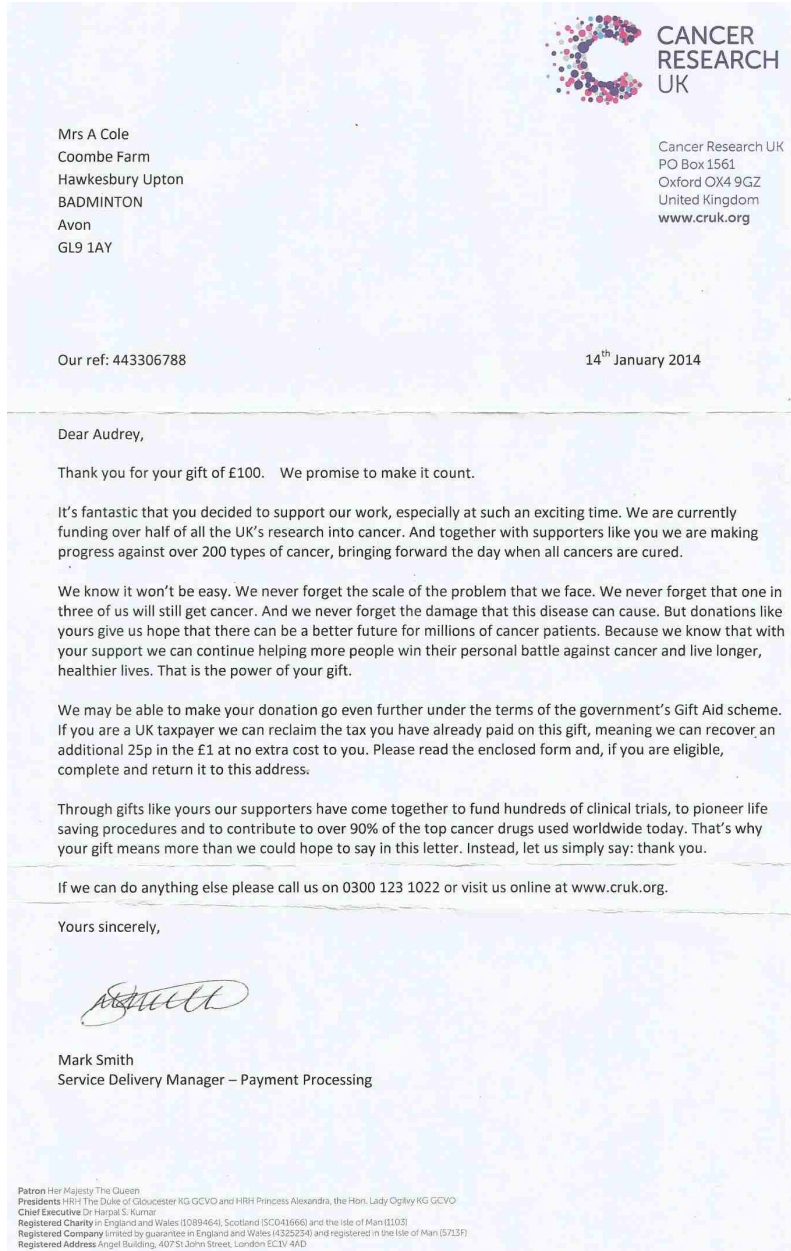 CANCER
RESEARCH
UK
Mrs A Cole
Coombe Farm
Hawkesbury Upton
BADMINTON
Avon
GL9 1AY
Cancer Research UK
PO Box 1561
Oxford OX4 9GZ
United Kingdom
www.cruk.org
Our ref: 443306788
14th January 2014
Dear Audrey,
Thank you for your gift of £100. We promise to make it count.
It's fantastic that you decided to support our work, especially at such an exciting time. We are currently
funding over half of all the UK's research into cancer. And together with supporters like you we are making
progress against over 200 types of cancer, bringing forward the day when all cancers are cured.
We know it won't be easy. We never forget the scale of the problem that we face. We never forget that one in
three of us will still get cancer. And we never forget the damage that this disease can cause. But donations like
yours give us hope that there can be a better future for millions of cancer patients. Because we know that with
your support we can continue helping more people win their personal battle against cancer and live longer,
healthier lives. That is the power of your gift.
We may be able to make your donation go even further under the terms of the government's Gift Aid scheme.
If you are a UK taxpayer we can reclaim the tax you have already paid on this gift, meaning we can recover an
additional 25p in the £1 at no extra cost to you. Please read the enclosed form and, if you are eligible,
complete and return it to this address.
Through gifts like yours our supporters have come together to fund hundreds of clinical trials, to pioneer life
saving procedures and to contribute to over 90% of the top cancer drugs used worldwide today. That's why
your gift means more than we could hope to say in this letter. Instead, let us simply say: thank you.
If we can do anything else please call us on 0300 123 1022 or visit us online at www.cruk.org.
Yours sincerely,
Mark Smith
Service Delivery Manager – Payment Processing
Patron Her Majesty The Queen
Presidents HRH The Duke of Gloucester KG GCVO and HRH Princess Alexandra, the Hon. Lady Ogilvy KG GCVO
Chief Executive Dr Harpal S. Kumar
Registered Charity in England and Wales (1089464), Scotland (SC041666) and the Isle of Man (1103)
Registered Company limited by guarantee in England and Wales (4325234) and registered in the Isle of Man (5713F)
Registered Address Angel Building, 407 St John Street, London EC1V 4AD